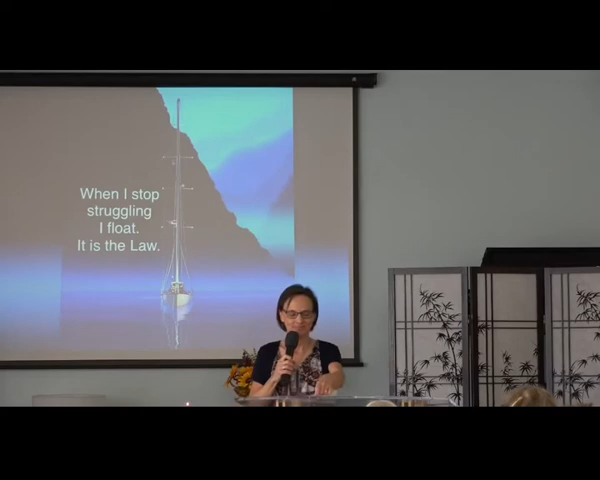 When I stop
struggling
I float.
It is the Law.